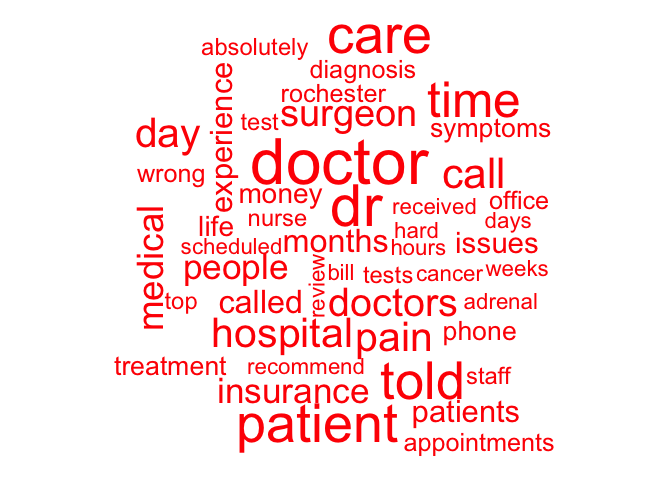 care
absolutely
diagnosis
rochester
time
surgeon
symptoms
test
day
experience
doctor
wrong
call
money
dr
received
office
nurse
life
hard
days
scheduled
months
hours
issues
medical
people
review
bill
tests
cancer
weeks
top
called
doctors
adrenal
hospital
pain
phone
treatment
recommend
insurance
told
staff
patient
patients
appointments